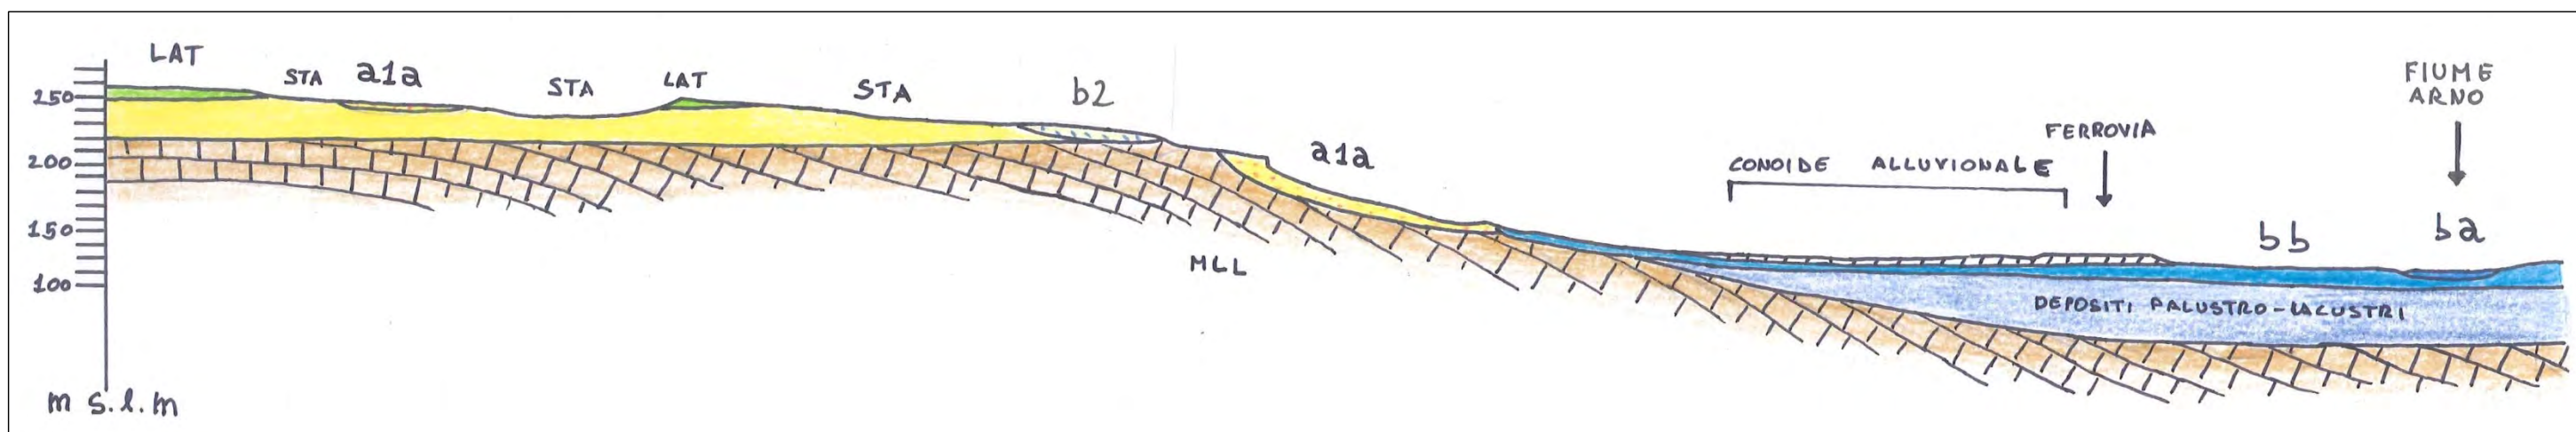 LAT
STA
a1a
STA
LAT
STA
b2
a1a
CONOIDE ALLUVIONALE
FERROVIA
FIUME
ARNO
bb
ba
250
200
150
100
MLL
DEPOSITI PALUSTRO-LACUSTRI
m s.l.m